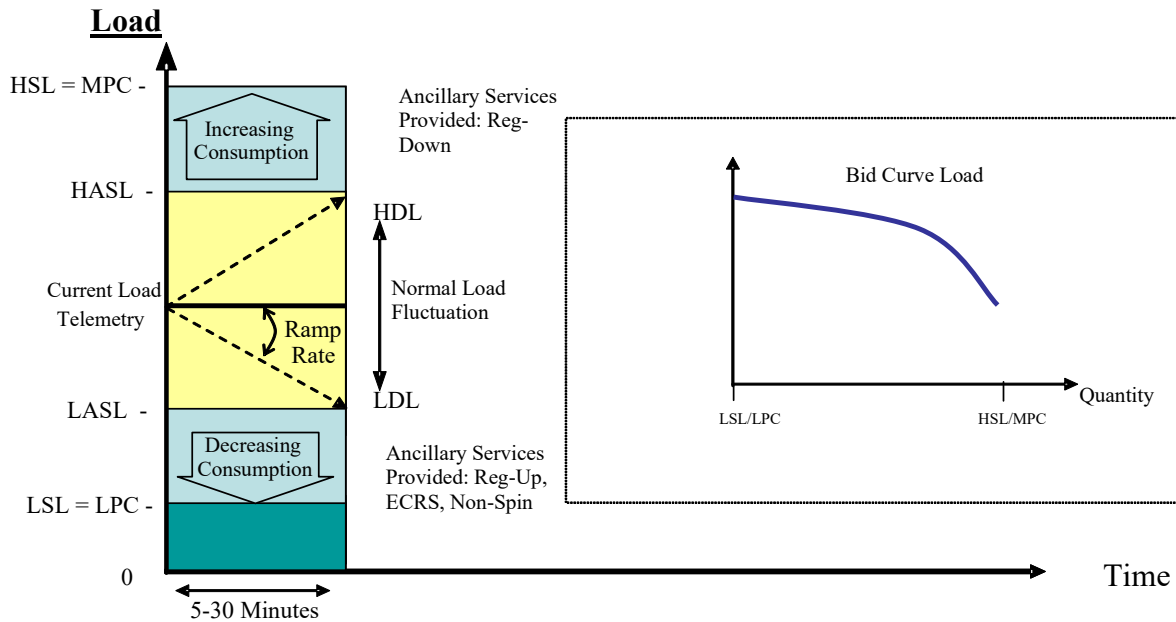 Load
HSL = MPC -
Increasing
Consumption
Ancillary Services
Provided: Reg-
Down
HASL -
HDL
Current Load
Telemetry
Normal Load
Fluctuation
Ramp
Rate
LDL
LASL -
Decreasing
Consumption
Ancillary Services
Provided: Reg-Up,
ECRS, Non-Spin
LSL = LPC -
0
Time
5-30 Minutes
Bid Curve Load
Quantity
LSL/LPC
HSL/MPC